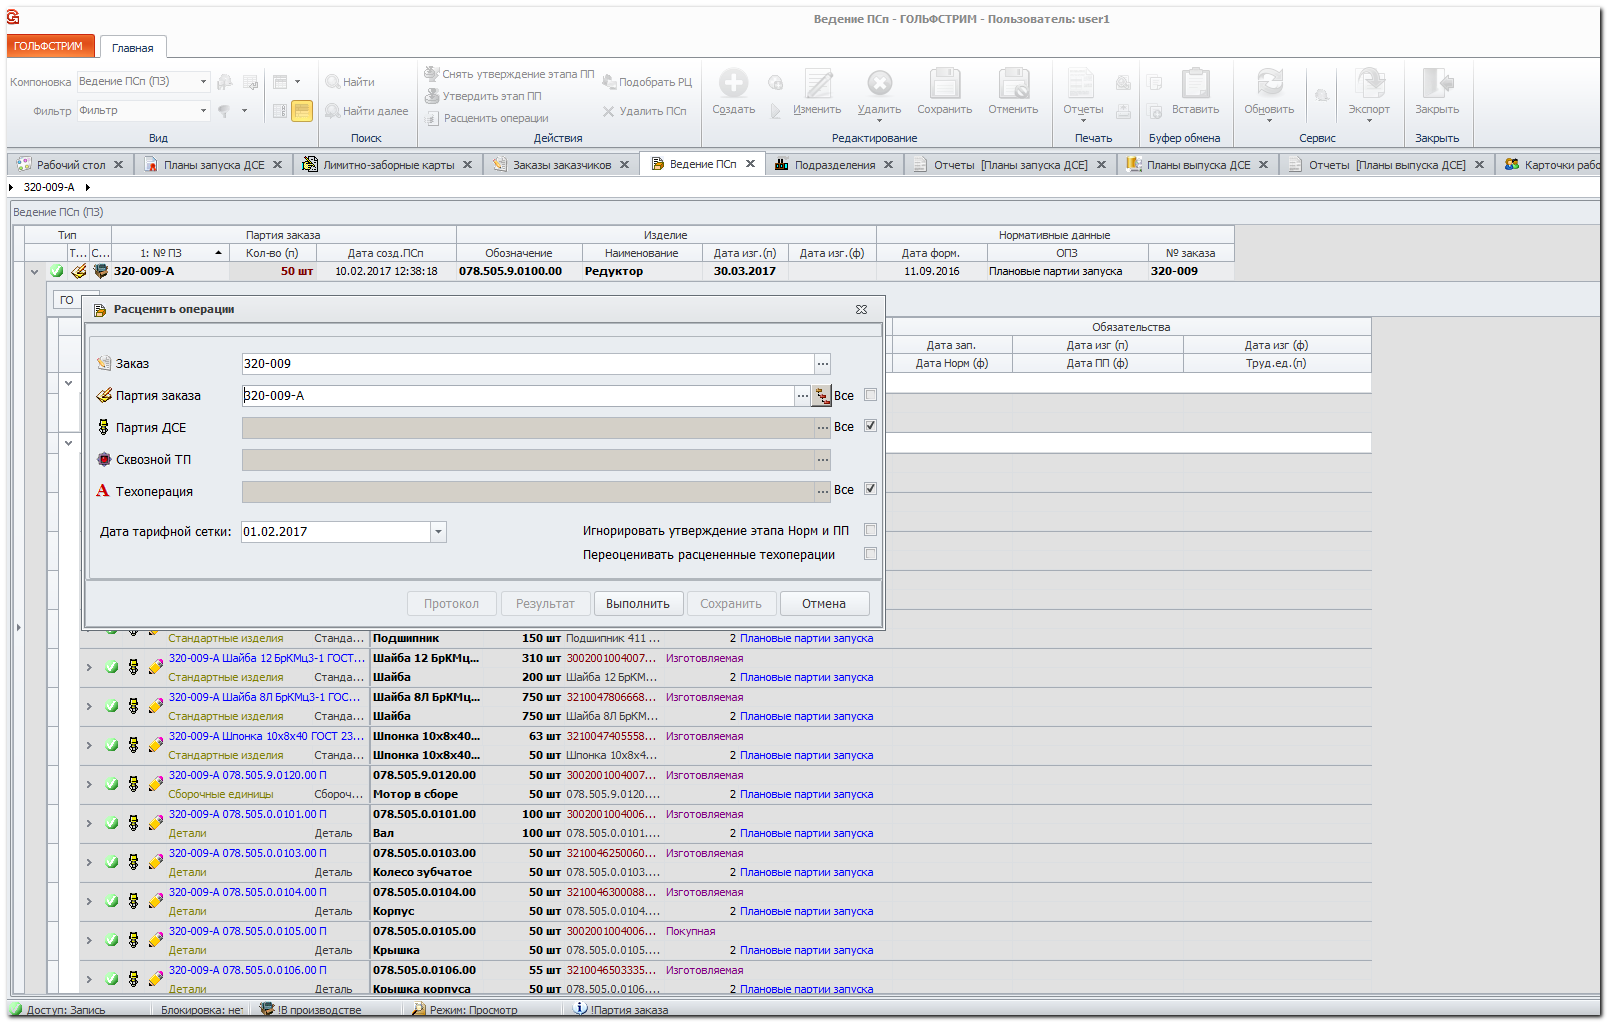 Ведение ПСп - ГОЛЬФСТРИМ - Пользователь: user1
ГОЛЬФСТРИМ Главная
Компоновка Ведение ПСп (ПЗ)
Фильтр Фильтр
Вид
Найти
Найти далее
Поиск
Снять утверждение этапа ПП
Утвердить этап ПП
Расценить операции
Подобрать РЦ
Удалить ПСп
Действия
Создать Изменить Удалить Сохранить Отменить
Редактирование
Отчеты
Печать
Вставить
Буфер обмена
Обновить Экспорт
Сервис
Закрыть
Закрыть
Рабочий стол Планы запуска ДСЕ Лимитно-заборные карты Заказы заказчиков Ведение ПСп Подразделения Отчеты [Планы запуска ДСЕ] Планы выпуска ДСЕ Отчеты [Планы выпуска ДСЕ] Карточки рабо
320-009-А
Ведение ПСп (ПЗ)
Тип Партия заказа Изделие Нормативные данные
Т... С... 1: № ПЗ Кол-во (п) Дата созд.ПСп Обозначение Наименование Дата изг.(п) Дата изг.(ф) Дата форм. ОПЗ № заказа
320-009-А 50 шт 10.02.2017 12:38:18 078.505.9.0100.00 Редуктор 30.03.2017 11.09.2016 Плановые партии запуска 320-009
ГО
Обязательства
Дата зап. Дата изг (п) Дата изг (ф)
Дата Норм (ф) Дата ПП (ф) Труд.ед.(п)
Расценить операции
Заказ 320-009 ...
Партия заказа 320-009-А ... Все
Партия ДСЕ ... Все
Сквозной ТП ...
Техоперация ... Все
Дата тарифной сетки: 01.02.2017
Игнорировать утверждение этапа Норм и ПП
Переоценивать расцененные техоперации
Протокол Результат Выполнить Сохранить Отмена
Стандартные изделия Станда... Подшипник 150 шт Подшипник 411 ... 2 Плановые партии запуска
320-009-А Шайба 12 БрКМц3-1 ГОСТ... Шайба 12 БрКМц... 310 шт 3002001004007... Изготовляемая
Стандартные изделия Станда... Шайба 200 шт Шайба 12 БрКМ... 2 Плановые партии запуска
320-009-А Шайба 8Л БрКМц3-1 ГОС... Шайба 8Л БрКМц... 750 шт 3210047806668... Изготовляемая
Стандартные изделия Станда... Шайба 750 шт Шайба 8Л БрКМ... 2 Плановые партии запуска
320-009-А Шпонка 10х8х40 ГОСТ 23... Шпонка 10х8х40... 63 шт 3210047405558... Изготовляемая
Стандартные изделия Станда... Шпонка 10х8х40... 50 шт Шпонка 10х8х4... 2 Плановые партии запуска
320-009-А 078.505.9.0120.00 П 078.505.9.0120.00 50 шт 3002001004007... Изготовляемая
Сборочные единицы Сбороч... Мотор в сборе 50 шт 078.505.9.0120.... 2 Плановые партии запуска
320-009-А 078.505.0.0101.00 П 078.505.0.0101.00 100 шт 3002001004006... Изготовляемая
Детали Деталь Вал 100 шт 078.505.0.0101.... 2 Плановые партии запуска
320-009-А 078.505.0.0103.00 П 078.505.0.0103.00 50 шт 3210046250060... Изготовляемая
Детали Деталь Колесо зубчатое 50 шт 078.505.0.0103.... 2 Плановые партии запуска
320-009-А 078.505.0.0104.00 П 078.505.0.0104.00 50 шт 3210046300088... Изготовляемая
Детали Деталь Корпус 50 шт 078.505.0.0104.... 2 Плановые партии запуска
320-009-А 078.505.0.0105.00 П 078.505.0.0105.00 50 шт 3002001004006... Покупная
Детали Деталь Крышка 50 шт 078.505.0.0105.... 2 Плановые партии запуска
320-009-А 078.505.0.0106.00 П 078.505.0.0106.00 55 шт 3210046503335... Изготовляемая
Детали Деталь Крышка корпуса 50 шт 078.505.0.0106.... 2 Плановые партии запуска
Доступ: Запись Блокировка: нет !В производстве Режим: Просмотр !Партия заказа